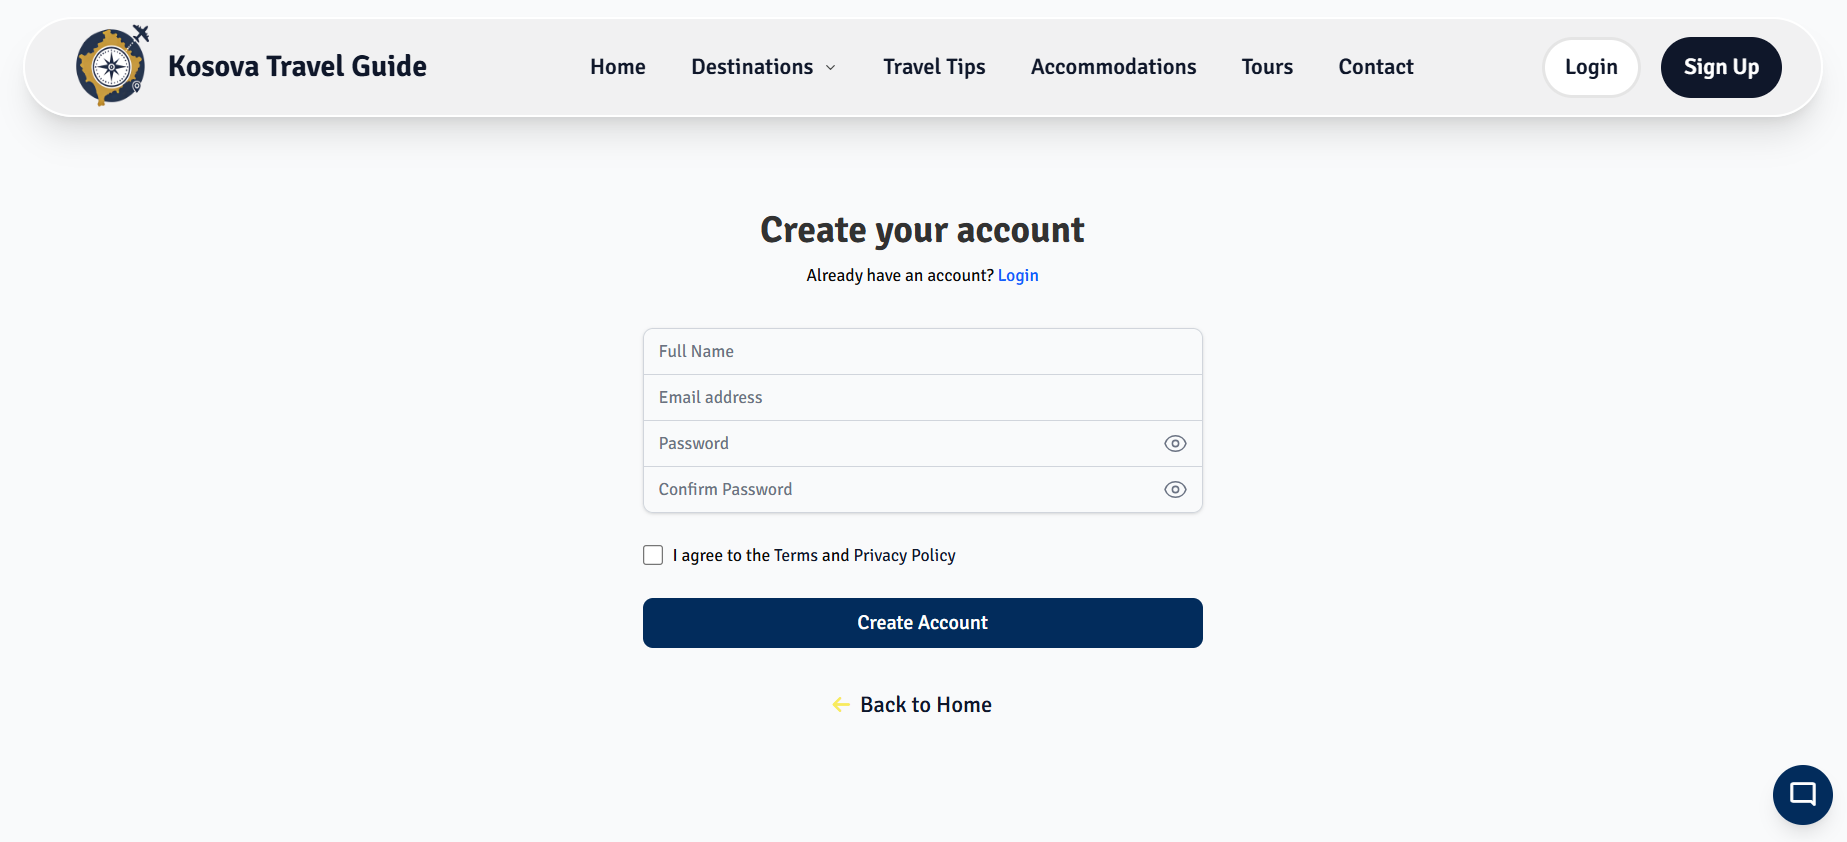 Kosova Travel Guide
Home Destinations Travel Tips Accommodations Tours Contact
Login Sign Up
Create your account
Already have an account? Login
Full Name
Email address
Password
Confirm Password
I agree to the Terms and Privacy Policy
Create Account
Back to Home